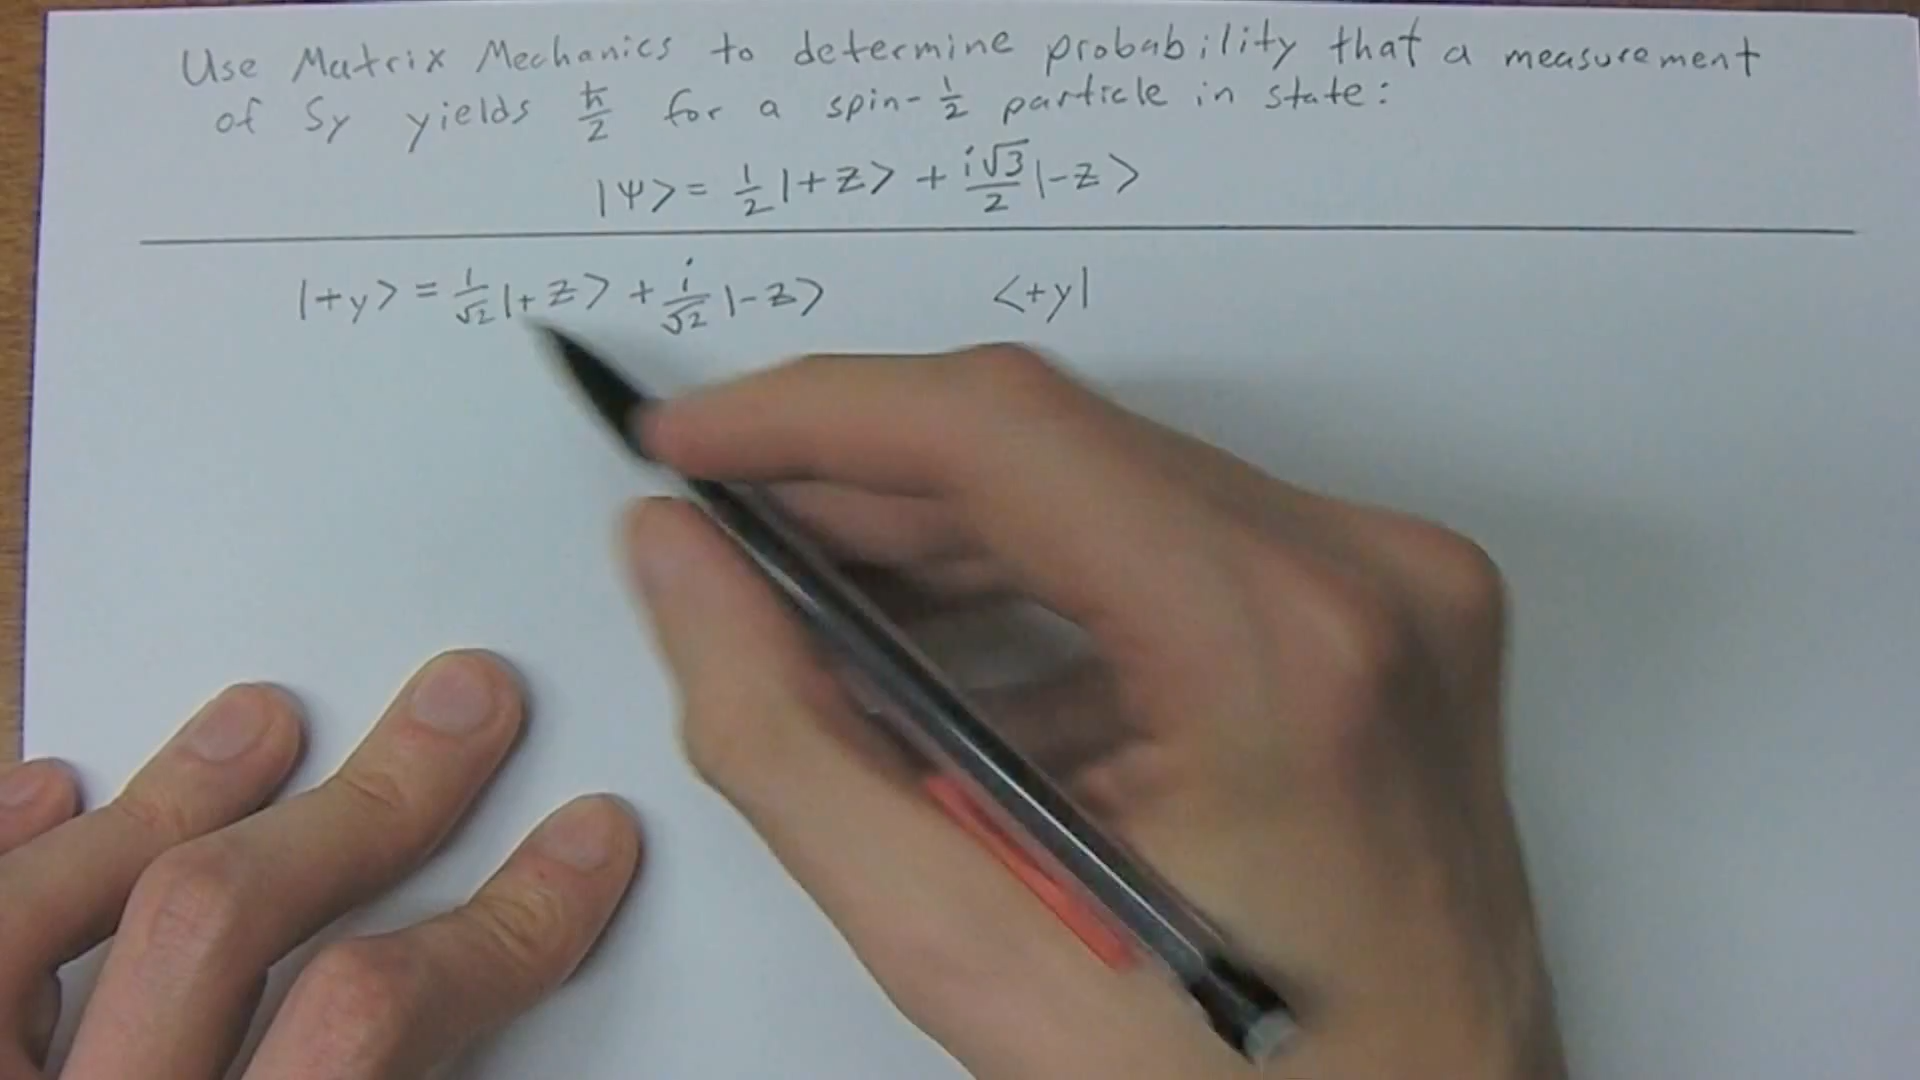 Use Matrix Mechanics to determine probability that a measurement
of Sy yields ħ/2 for a spin-1/2 particle in state:
|Ψ> = 1/2 |+z> + i√3/2 |-z>
|+y> = 1/√2 |+z> + i/√2 |-z> <+y|